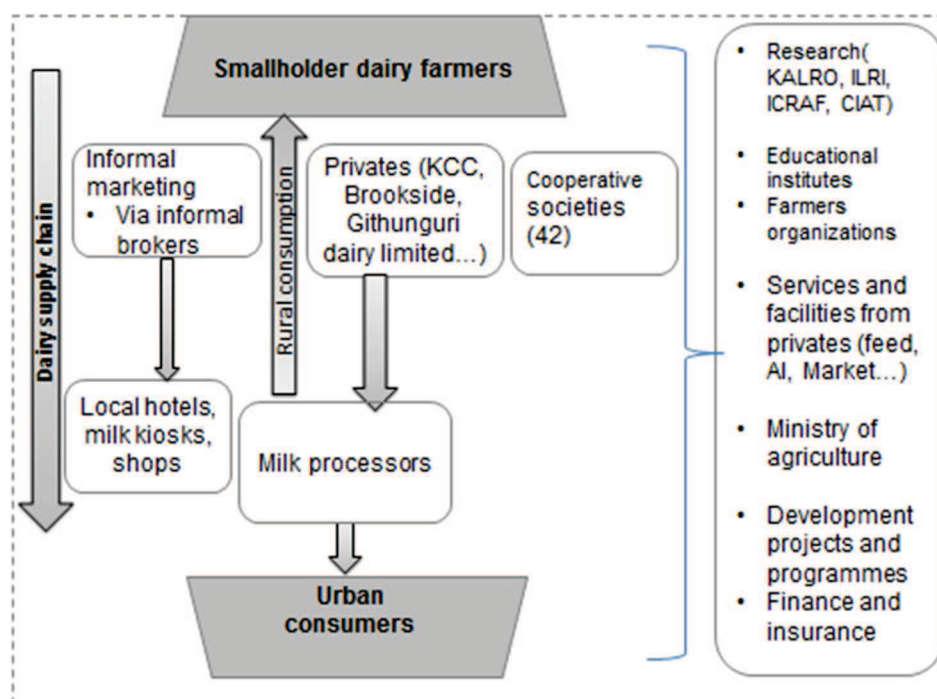 Smallholder dairy farmers
Dairy supply chain
Informal
marketing
• Via informal
brokers
Rural consumption
Privates (KCC,
Brookside,
Githunguri
dairy limited…)
Cooperative
societies
(42)
Local hotels,
milk kiosks,
shops
Milk processors
Urban
consumers
• Research(
KALRO, ILRI,
ICRAF, CIAT)
• Educational
institutes
• Farmers
organizations
• Services and
facilities from
privates (feed,
AI, Market…)
• Ministry of
agriculture
• Development
projects and
programmes
• Finance and
insurance